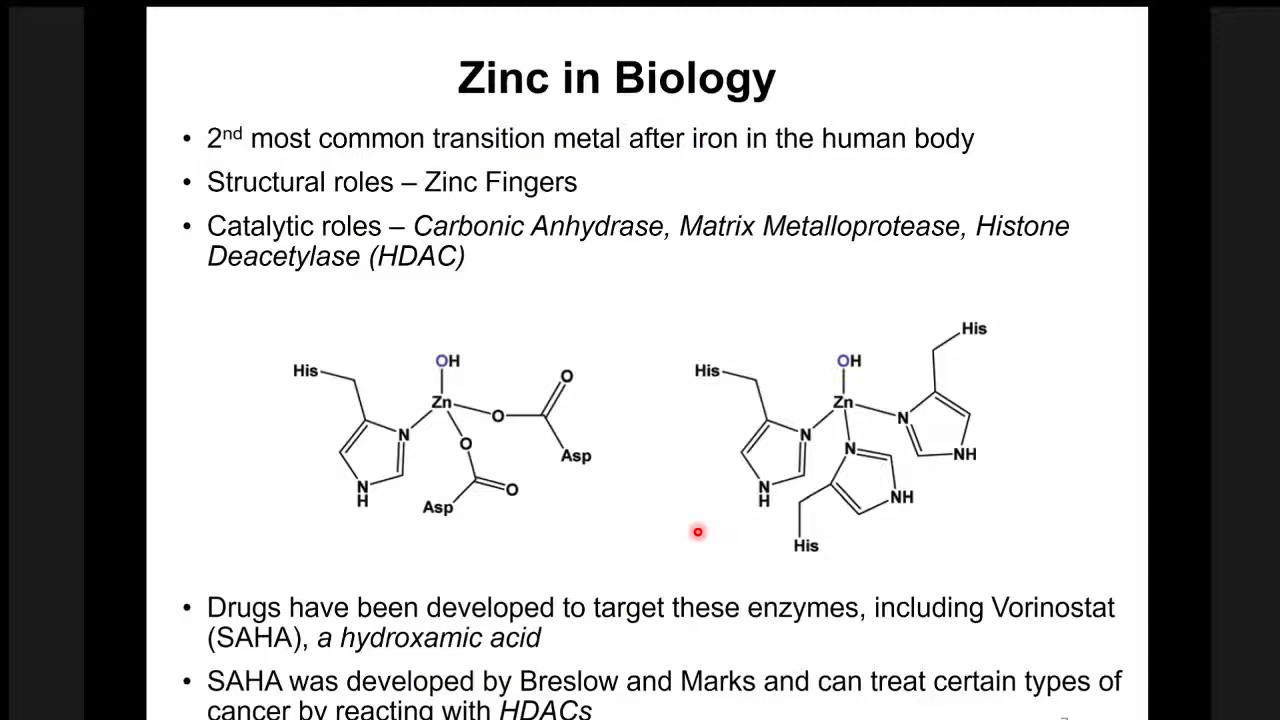 Zinc in Biology
• 2nd most common transition metal after iron in the human body
• Structural roles – Zinc Fingers
• Catalytic roles – Carbonic Anhydrase, Matrix Metalloprotease, Histone
Deacetylase (HDAC)
His
OH
Zn
N
N
H
O
O
Asp
O
O
Asp
His
OH
Zn
N
N
H
His
N
NH
N
NH
His
• Drugs have been developed to target these enzymes, including Vorinostat
(SAHA), a hydroxamic acid
• SAHA was developed by Breslow and Marks and can treat certain types of
cancer by reacting with HDACs